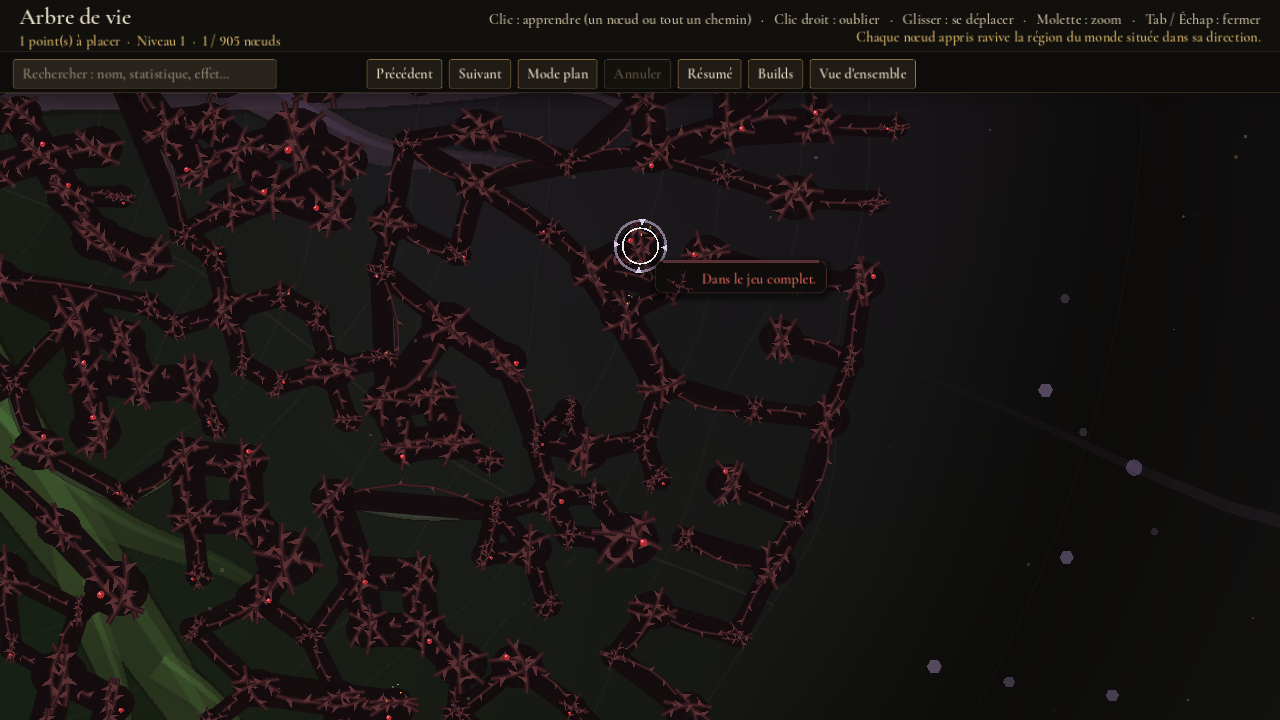 Arbre de vie
1 point(s) à placer · Niveau 1 · 1 / 905 nœuds
Clic : apprendre (un nœud ou tout un chemin) · Clic droit : oublier · Glisser : se déplacer · Molette : zoom · Tab / Échap : fermer
Chaque nœud appris ravive la région du monde située dans sa direction.
Rechercher : nom, statistique, effet...
Précédent
Suivant
Mode plan
Annuler
Résumé
Builds
Vue d'ensemble
Dans le jeu complet.